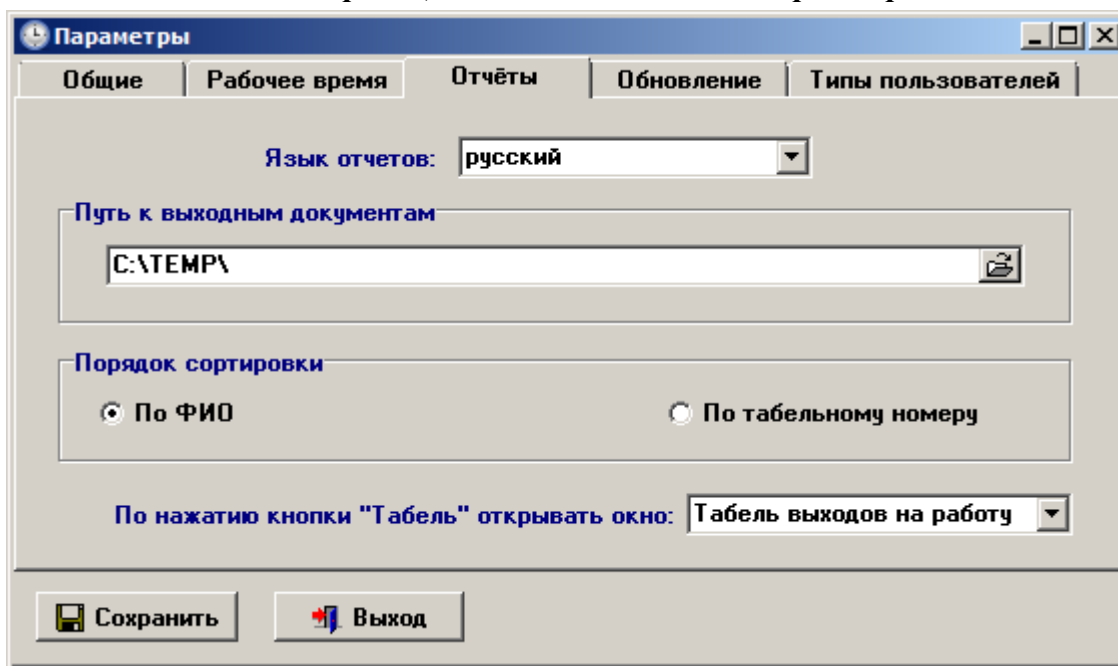 Параметры
Общие Рабочее время Отчёты Обновление Типы пользователей
Язык отчетов: русский
Путь к выходным документам
C:\TEMP\
Порядок сортировки
По ФИО По табельному номеру
По нажатию кнопки "Табель" открывать окно: Табель выходов на работу
Сохранить Выход